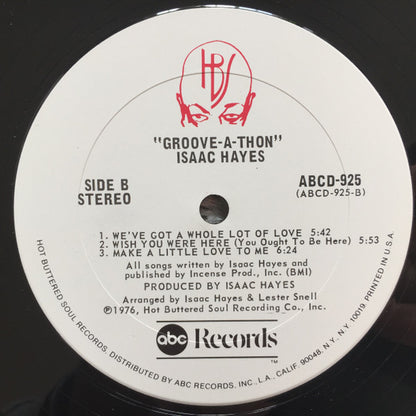 HBS
"GROOVE-A-THON"
ISAAC HAYES
SIDE B
STEREO
ABCD-925
(ABCD-925-B)
1. WE'VE GOT A WHOLE LOT OF LOVE 5:42
2. WISH YOU WERE HERE (You Ought To Be Here) 5:53
3. MAKE A LITTLE LOVE TO ME 6:24
All songs written by Isaac Hayes and
published by Incense Prod., Inc. (BMI)
PRODUCED BY ISAAC HAYES
Arranged by Isaac Hayes & Lester Snell
℗1976, Hot Buttered Soul Recording Co., Inc.
abc Records
TM
HOT BUTTERED SOUL RECORDS. DISTRIBUTED BY ABC RECORDS. INC., L.A., CALIF. 90048, N.Y., N.Y. 10019. PRINTED IN U.S.A.